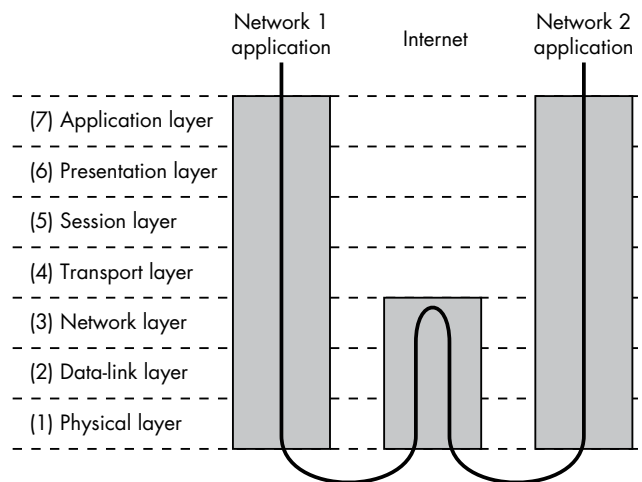 Network 1
application
Internet
Network 2
application
(7) Application layer
(6) Presentation layer
(5) Session layer
(4) Transport layer
(3) Network layer
(2) Data-link layer
(1) Physical layer